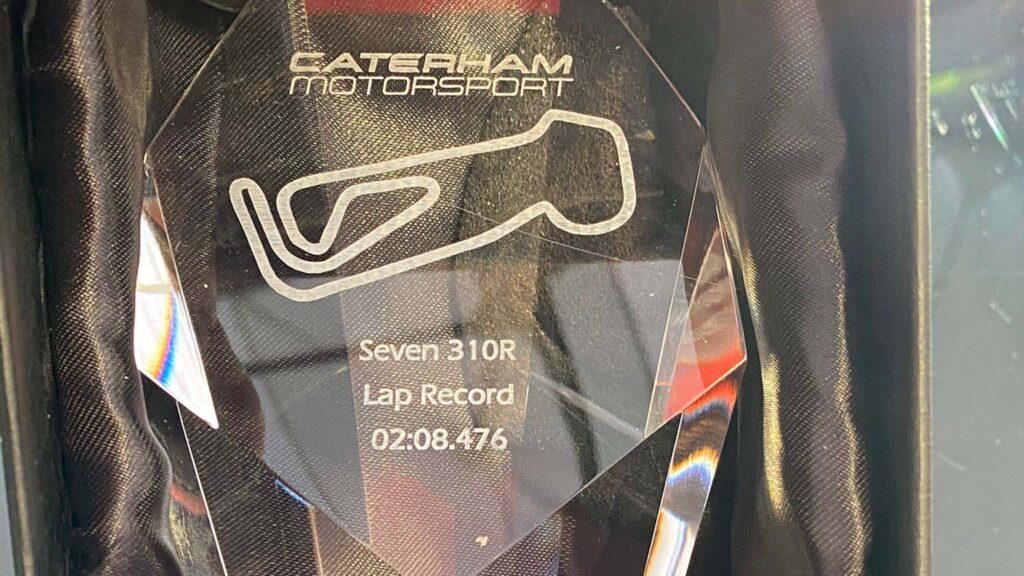 CATERHAM
MOTORSPORT
Seven 310R
Lap Record
02:08.476